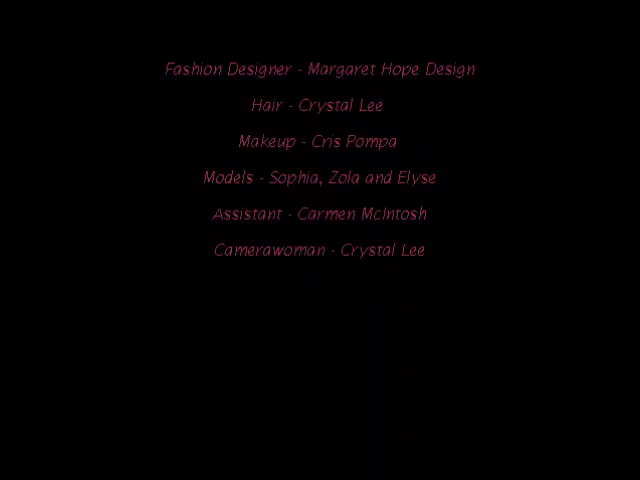 Fashion Designer - Margaret Hope Design
Hair - Crystal Lee
Makeup - Cris Pompa
Models - Sophia, Zola and Elyse
Assistant - Carmen McIntosh
Camerawoman - Crystal Lee